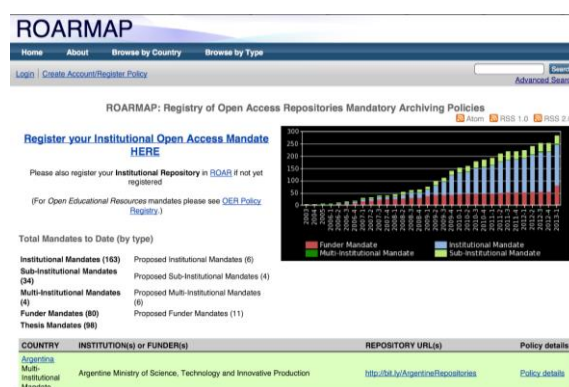 ROARMAP
Home About Browse by Country Browse by Type
Login | Create Account/Register Policy
Advanced
ROARMAP: Registry of Open Access Repositories Mandatory Archiving Policies
Atom RSS 1.0 RSS 2.
Register your Institutional Open Access Mandate
HERE
Please also register your Institutional Repository in ROAR if not yet
registered
(For Open Educational Resources mandates please see OER Policy
Registry.)
300
250
200
150
100
50
0
Funder Mandate Institutional Mandate
Multi-Institutional Mandate Sub-Institutional Mandate
Total Mandates to Date (by type)
Institutional Mandates (163) Proposed Institutional Mandates (6)
Sub-Institutional Mandates
(34) Proposed Sub-Institutional Mandates (4)
Multi-Institutional Mandates
(4) Proposed Multi-Institutional Mandates
(6)
Funder Mandates (80) Proposed Funder Mandates (11)
Thesis Mandates (98)
COUNTRY INSTITUTION(s) or FUNDER(s) REPOSITORY URL(s) Policy details
Argentina
Multi-
Institutional
Mandate
Argentine Ministry of Science, Technology and Innovative Production http://bit.ly/ArgentineRepositories Policy details